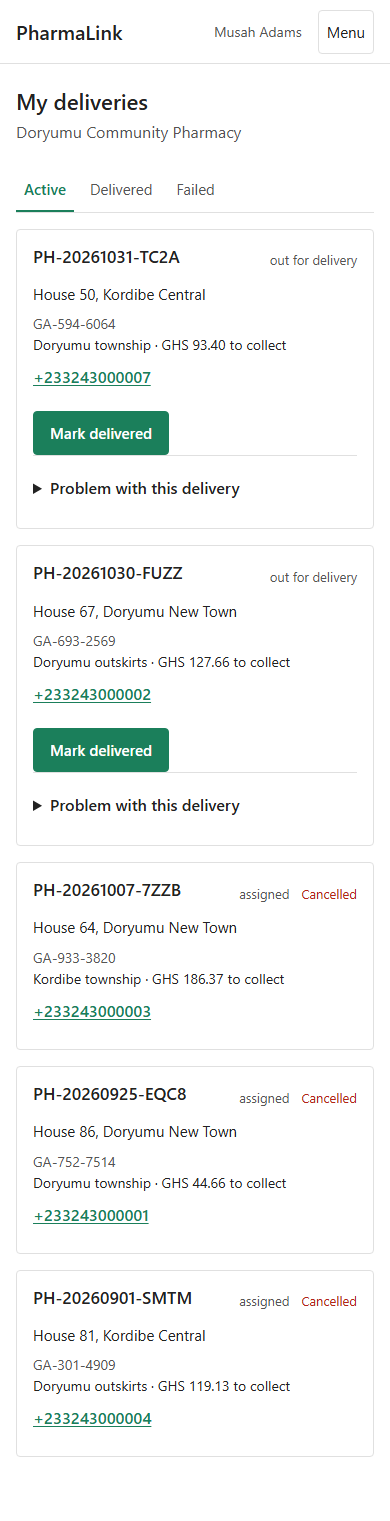 PharmaLink
Musah Adams
Menu
My deliveries
Doryumu Community Pharmacy
Active Delivered Failed
PH-20261031-TC2A out for delivery
House 50, Kordibe Central
GA-594-6064
Doryumu township · GHS 93.40 to collect
+233243000007
Mark delivered
Problem with this delivery
PH-20261030-FUZZ out for delivery
House 67, Doryumu New Town
GA-693-2569
Doryumu outskirts · GHS 127.66 to collect
+233243000002
Mark delivered
Problem with this delivery
PH-20261007-7ZZB assigned Cancelled
House 64, Doryumu New Town
GA-933-3820
Kordibe township · GHS 186.37 to collect
+233243000003
PH-20260925-EQC8 assigned Cancelled
House 86, Doryumu New Town
GA-752-7514
Doryumu township · GHS 44.66 to collect
+233243000001
PH-20260901-SMTM assigned Cancelled
House 81, Kordibe Central
GA-301-4909
Doryumu outskirts · GHS 119.13 to collect
+233243000004